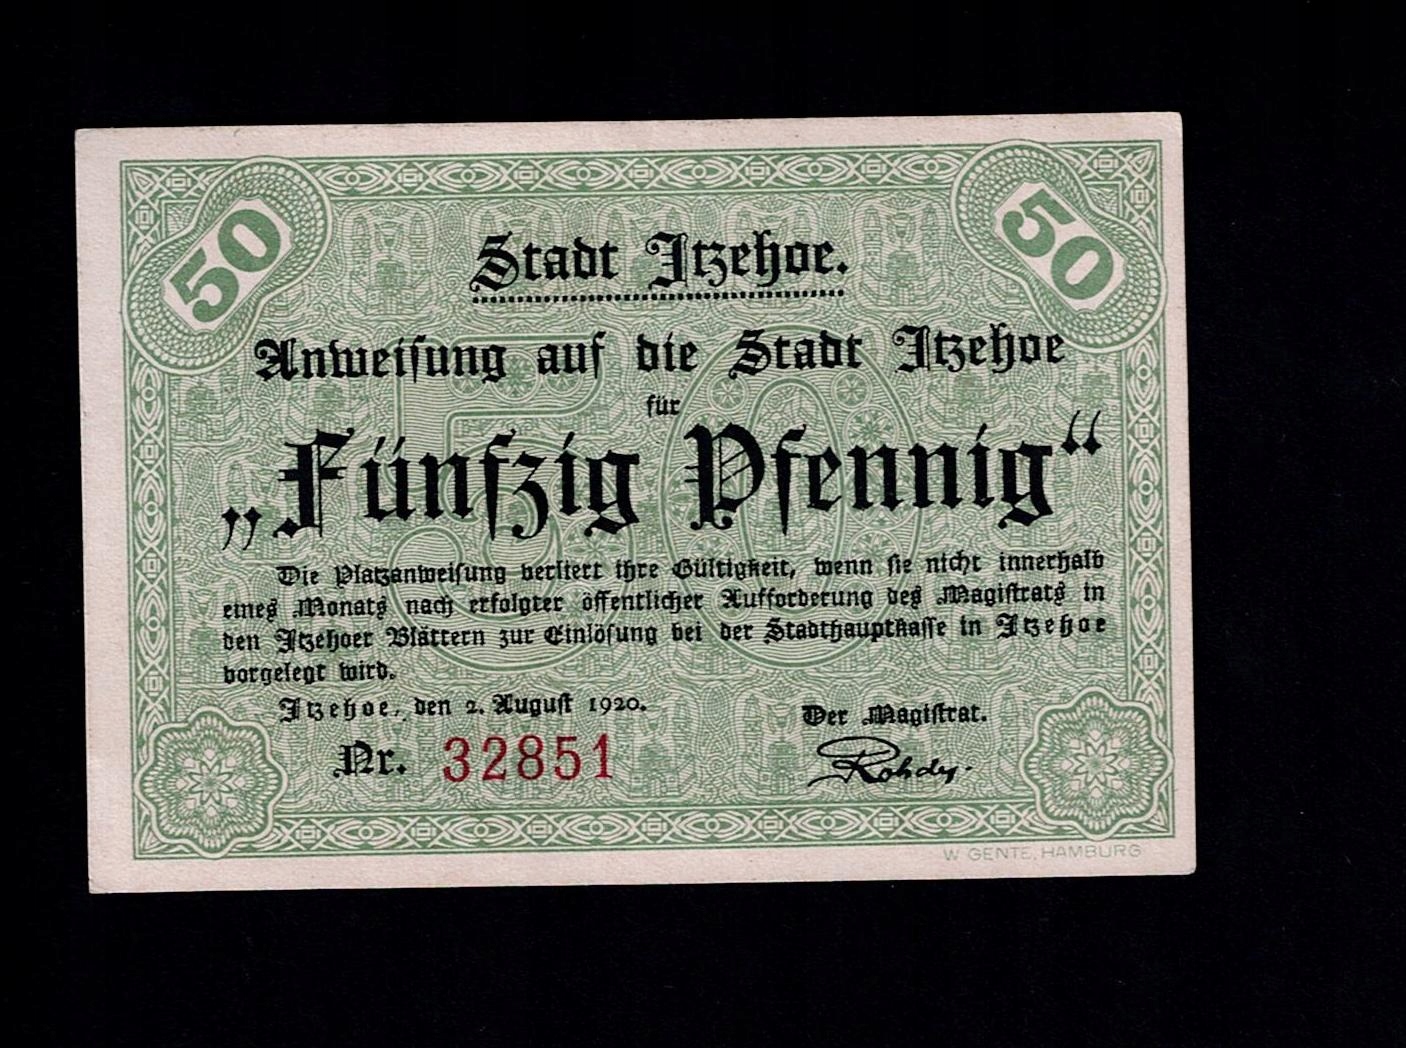 50
50
Stadt Itzehoe.
Anweisung auf die Stadt Itzehoe
für
„Fünfzig Pfennig“
Die Platzanweisung verliert ihre Gültigkeit, wenn sie nicht innerhalb
eines Monats nach erfolgter öffentlicher Aufforderung des Magistrats in
den Itzehoer Blättern zur Einlösung bei der Stadthauptkasse in Itzehoe
vorgelegt wird.
Itzehoe, den 2. August 1920.
Der Magistrat.
Nr. 32851
Rohdy.
W GENTE, HAMBURG